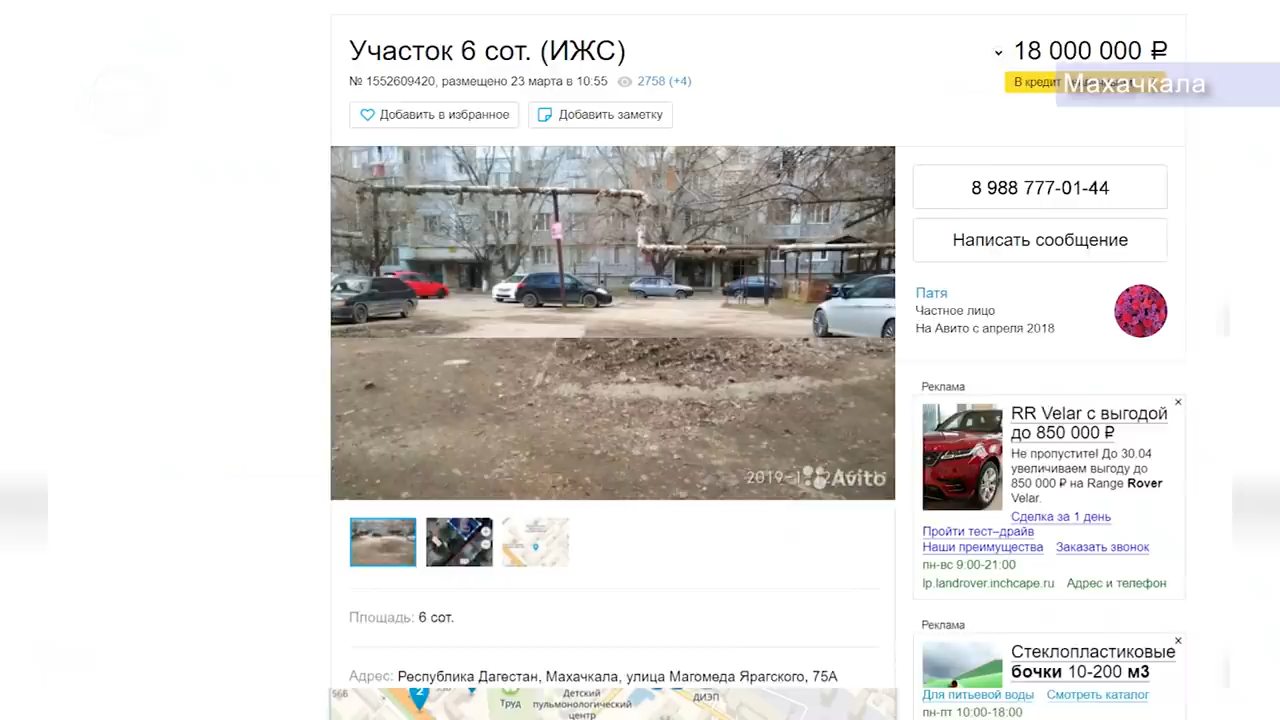 Участок 6 сот. (ИЖС)
18 000 000 ₽
№ 1552609420, размещено 23 марта в 10:55 2758 (+4)
В кредит
Махачкала
Добавить в избранное
Добавить заметку
8 988 777-01-44
Написать сообщение
Патя
Частное лицо
На Авито с апреля 2018
Avito
Реклама
RR Velar с выгодой
до 850 000 ₽
Не пропустите! До 30.04
увеличиваем выгоду до
850 000 ₽ на Range Rover
Velar.
Сделка за 1 день
Пройти тест–драйв
Наши преимущества Заказать звонок
пн-вс 9:00-21:00
lp.landrover.inchcape.ru Адрес и телефон
Площадь: 6 сот.
Адрес: Республика Дагестан, Махачкала, улица Магомеда Ярагского, 75А
Реклама
Стеклопластиковые
бочки 10-200 м3
Для питьевой воды Смотреть каталог
пн-пт 10:00-18:00
56Б
2
Труд
Детский
пульмонологический
центр
ДИЭП